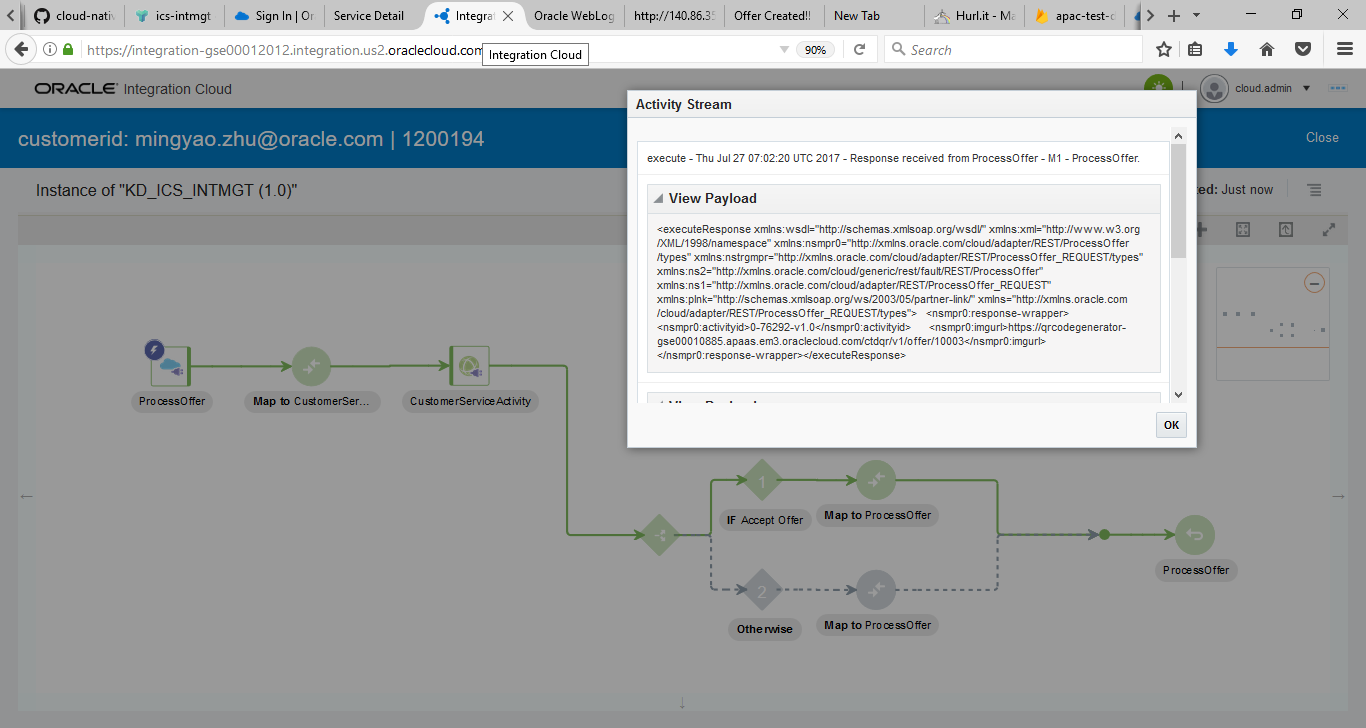 cloud-nativ
ics-intmgt
Sign In | Or
Service Detail
Integrat
Oracle WebLog
http://140.86.35
Offer Created!!
New Tab
Hurl.it - Ma
apac-test-d
https://integration-gse00012012.integration.us2.oraclecloud.com
90%
Search
Integration Cloud
ORACLE Integration Cloud
cloud.admin
customerid: mingyao.zhu@oracle.com | 1200194
Close
Instance of "KD_ICS_INTMGT (1.0)"
ted: Just now
Activity Stream
execute - Thu Jul 27 07:02:20 UTC 2017 - Response received from ProcessOffer - M1 - ProcessOffer.
View Payload
<executeResponse xmlns:wsdl="http://schemas.xmlsoap.org/wsdl/" xmlns:xml="http://www.w3.org
/XML/1998/namespace" xmlns:nsmpr0="http://xmlns.oracle.com/cloud/adapter/REST/ProcessOffer
/types" xmlns:nstrgmpr="http://xmlns.oracle.com/cloud/adapter/REST/ProcessOffer_REQUEST/types"
xmlns:ns2="http://xmlns.oracle.com/cloud/generic/rest/fault/REST/ProcessOffer"
xmlns:ns1="http://xmlns.oracle.com/cloud/adapter/REST/ProcessOffer_REQUEST"
xmlns:plnk="http://schemas.xmlsoap.org/ws/2003/05/partner-link/" xmlns="http://xmlns.oracle.com
/cloud/adapter/REST/ProcessOffer_REQUEST/types"> <nsmpr0:response-wrapper>
<nsmpr0:activityid>0-76292-v1.0</nsmpr0:activityid> <nsmpr0:imgurl>https://qrcodegenerator-
gse00010885.apaas.em3.oraclecloud.com/ctdqr/v1/offer/10003</nsmpr0:imgurl>
</nsmpr0:response-wrapper></executeResponse>
View Payload
OK
ProcessOffer
Map to CustomerSer...
CustomerServiceActivity
1
IF Accept Offer
Map to ProcessOffer
ProcessOffer
2
Otherwise
Map to ProcessOffer